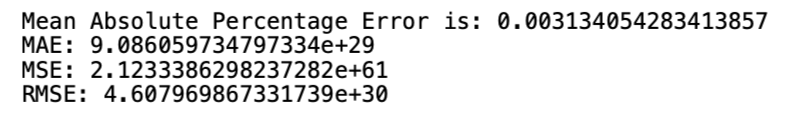 Mean Absolute Percentage Error is: 0.003134054283413857
MAE: 9.086059734797334e+29
MSE: 2.1233386298237282e+61
RMSE: 4.607969867331739e+30